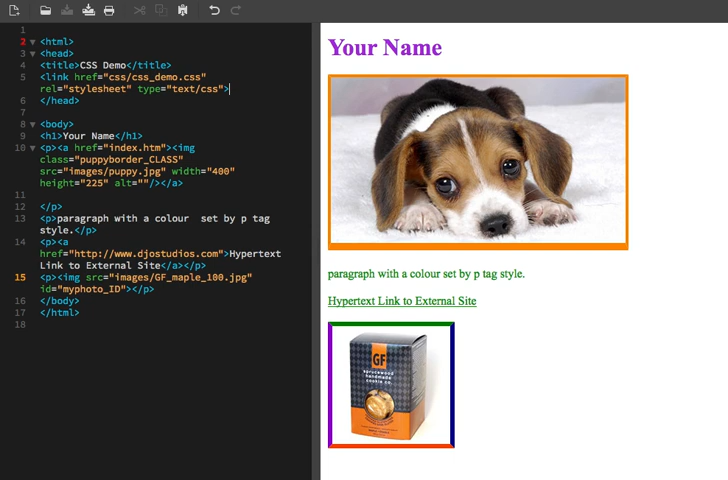 1
2 <html>
3 <head>
4 <title>CSS Demo</title>
5 <link href="css/css_demo.css"
rel="stylesheet" type="text/css">
6 </head>
7
8 <body>
9 <h1>Your Name</h1>
10 <p><a href="index.htm"><img
class="puppyborder_CLASS"
src="images/puppy.jpg" width="400"
height="225" alt=""/></a>
11
12 </p>
13 <p>paragraph with a colour  set by p tag
style.</p>
14 <p><a
href="http://www.djostudios.com">Hypertext
Link to External Site</a></p>
15 <p><img src="images/GF_maple_100.jpg"
id="myphoto_ID"></p>
16 </body>
17 </html>
18
Your Name
paragraph with a colour set by p tag style.
Hypertext Link to External Site
GF
sprucewood
handmade
cookie co.